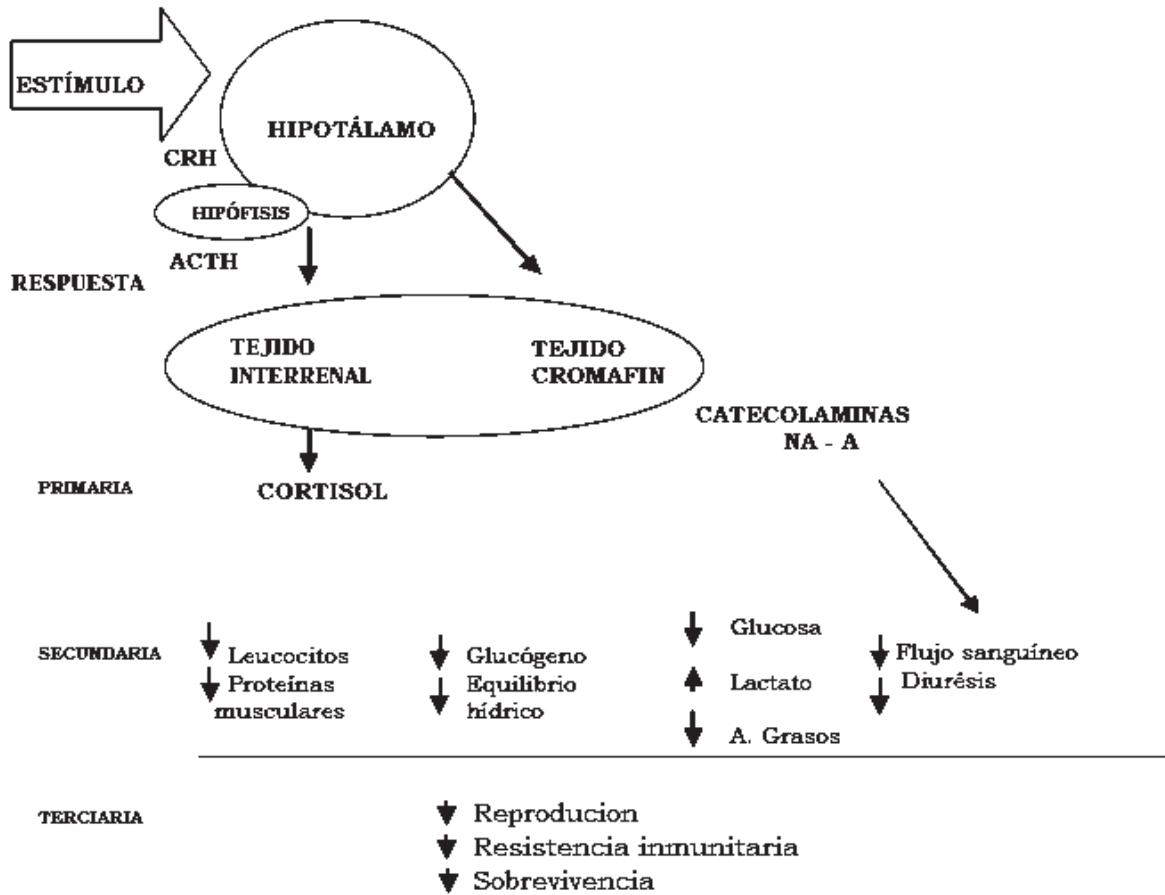 ESTÍMULO
HIPOTÁLAMO
CRH
HIPÓFISIS
ACTH
RESPUESTA
TEJIDO
INTERRENAL
TEJIDO
CROMAFIN
CATECOLAMINAS
NA - A
PRIMARIA
CORTISOL
SECUNDARIA
Leucocitos
Proteínas
musculares
Glucógeno
Equilibrio
hídrico
Glucosa
Lactato
A. Grasos
Flujo sanguíneo
Diurésis
TERCIARIA
Reproducion
Resistencia inmunitaria
Sobrevivencia